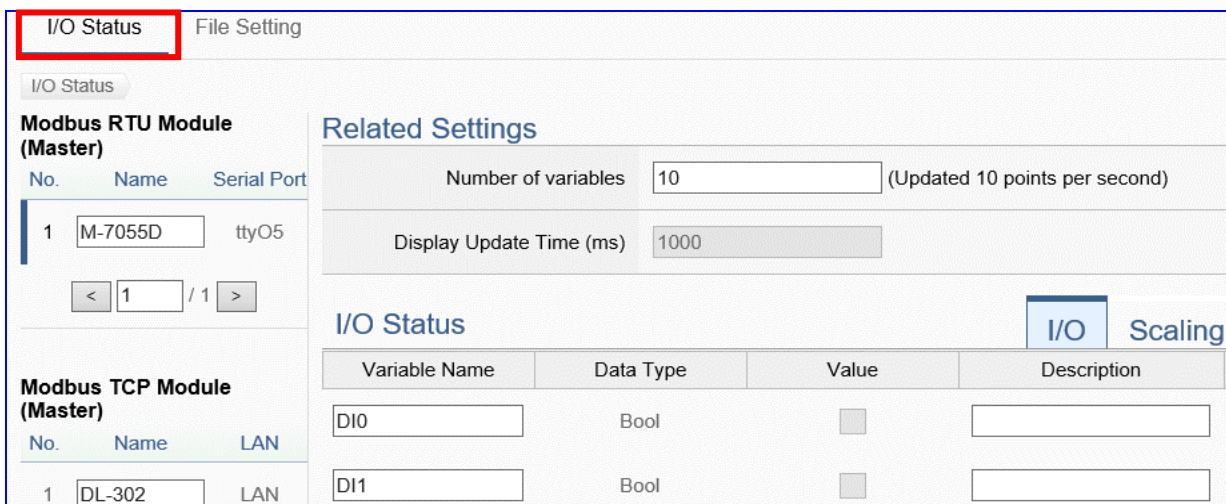 I/O Status File Setting
I/O Status
Modbus RTU Module
(Master)
No. Name Serial Port
1 M-7055D ttyO5
< 1 / 1 >
Modbus TCP Module
(Master)
No. Name LAN
1 DL-302 LAN
Related Settings
Number of variables 10 (Updated 10 points per second)
Display Update Time (ms) 1000
I/O Status I/O Scaling
Variable Name Data Type Value Description
DI0 Bool
DI1 Bool